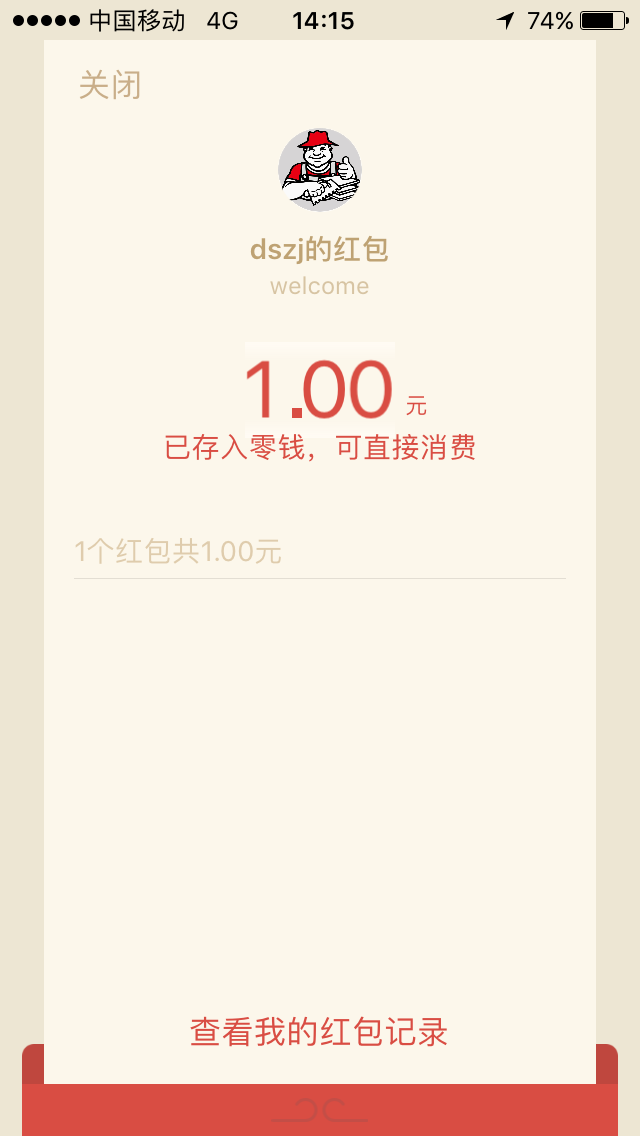 中国移动 4G 14:15 74%
关闭
dszj的红包
welcome
1.00 元
已存入零钱，可直接消费
1个红包共1.00元
查看我的红包记录